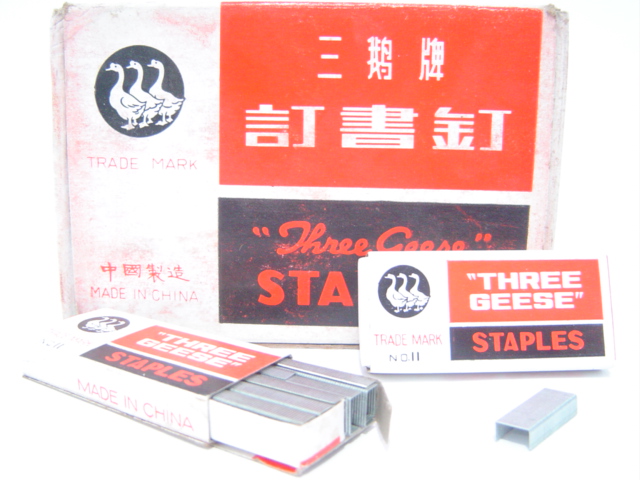 三鹅牌
訂書釘
TRADE MARK
"Three Geese"
STA
中國製造
MADE IN CHINA
"THREE
GEESE"
TRADE MARK
NO.11
STAPLES
"THREE
GEESE"
STAPLES
MADE IN CHINA